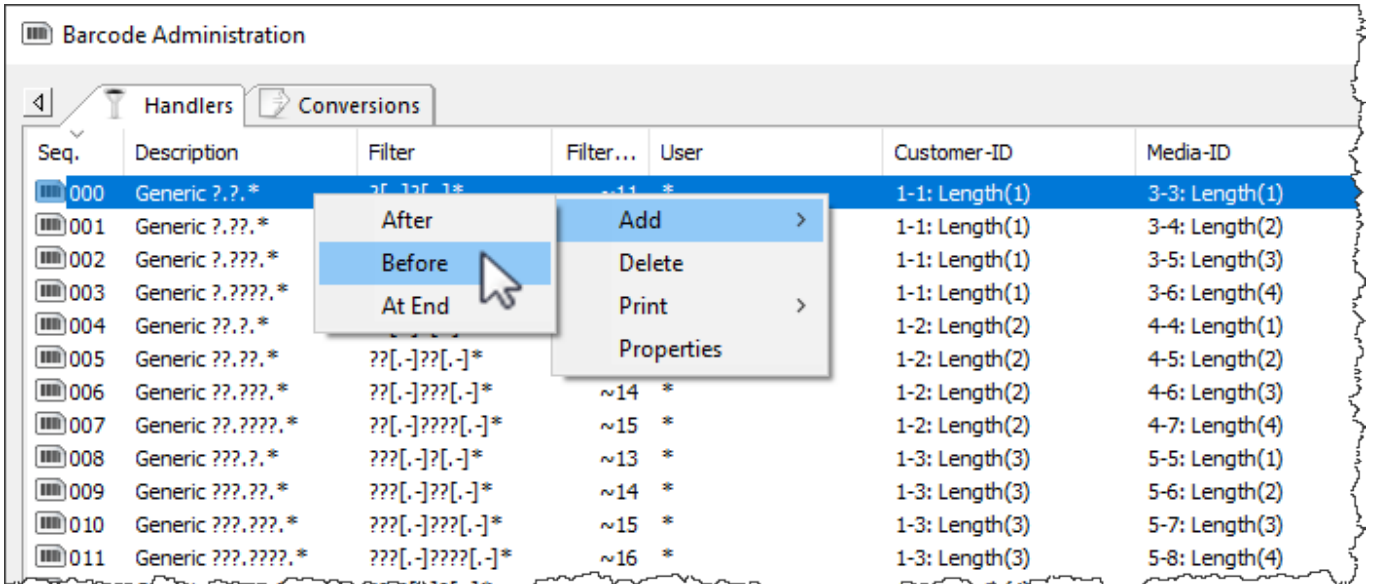 Barcode Administration
Handlers Conversions
Seq. Description Filter Filter... User Customer-ID Media-ID
000 Generic ?.?.* ?[.-]?[.-]* ~11 * 1-1: Length(1) 3-3: Length(1)
001 Generic ?.??.* After Add > 1-1: Length(1) 3-4: Length(2)
002 Generic ?.???.* Before Delete 1-1: Length(1) 3-5: Length(3)
003 Generic ?.????.* At End Print > 1-1: Length(1) 3-6: Length(4)
004 Generic ??.?.* 1-2: Length(2) 4-4: Length(1)
005 Generic ??.??.* ??[.-]??[.-]* Properties 1-2: Length(2) 4-5: Length(2)
006 Generic ??.???.* ??[.-]???[.-]* ~14 * 1-2: Length(2) 4-6: Length(3)
007 Generic ??.????.* ??[.-]????[.-]* ~15 * 1-2: Length(2) 4-7: Length(4)
008 Generic ???.?.* ???[.-]?[.-]* ~13 * 1-3: Length(3) 5-5: Length(1)
009 Generic ???.??.* ???[.-]??[.-]* ~14 * 1-3: Length(3) 5-6: Length(2)
010 Generic ???.???.* ???[.-]???[.-]* ~15 * 1-3: Length(3) 5-7: Length(3)
011 Generic ???.????.* ???[.-]????[.-]* ~16 * 1-3: Length(3) 5-8: Length(4)